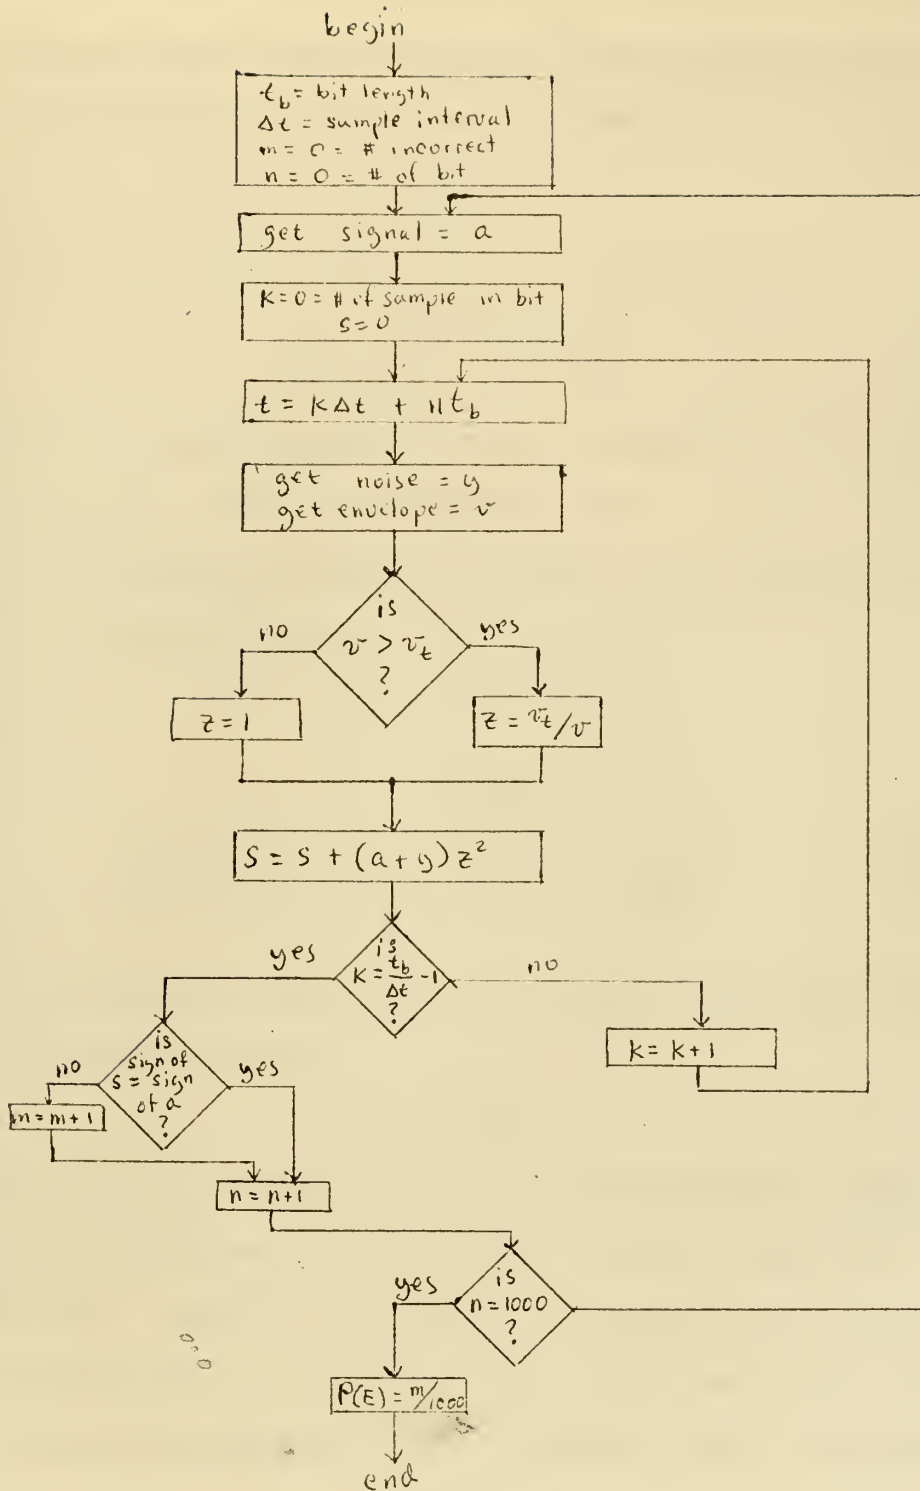 begin
t_b = bit length
Δt = sample interval
m = 0 = # incorrect
n = 0 = # of bit
get signal = a
K = 0 = # of sample in bit
s = 0
t = KΔt + nt_b
get noise = y
get envelope = v
is
no
v > v_t
yes
?
z = 1
z = v_t/v
S = S + (a + y) z²
is
yes
K = t_b/Δt - 1
no
?
k = k + 1
is
sign of
no
s = sign
yes
of a
?
m = m + 1
n = n + 1
is
yes
n = 1000
?
P(E) = m/1000
end